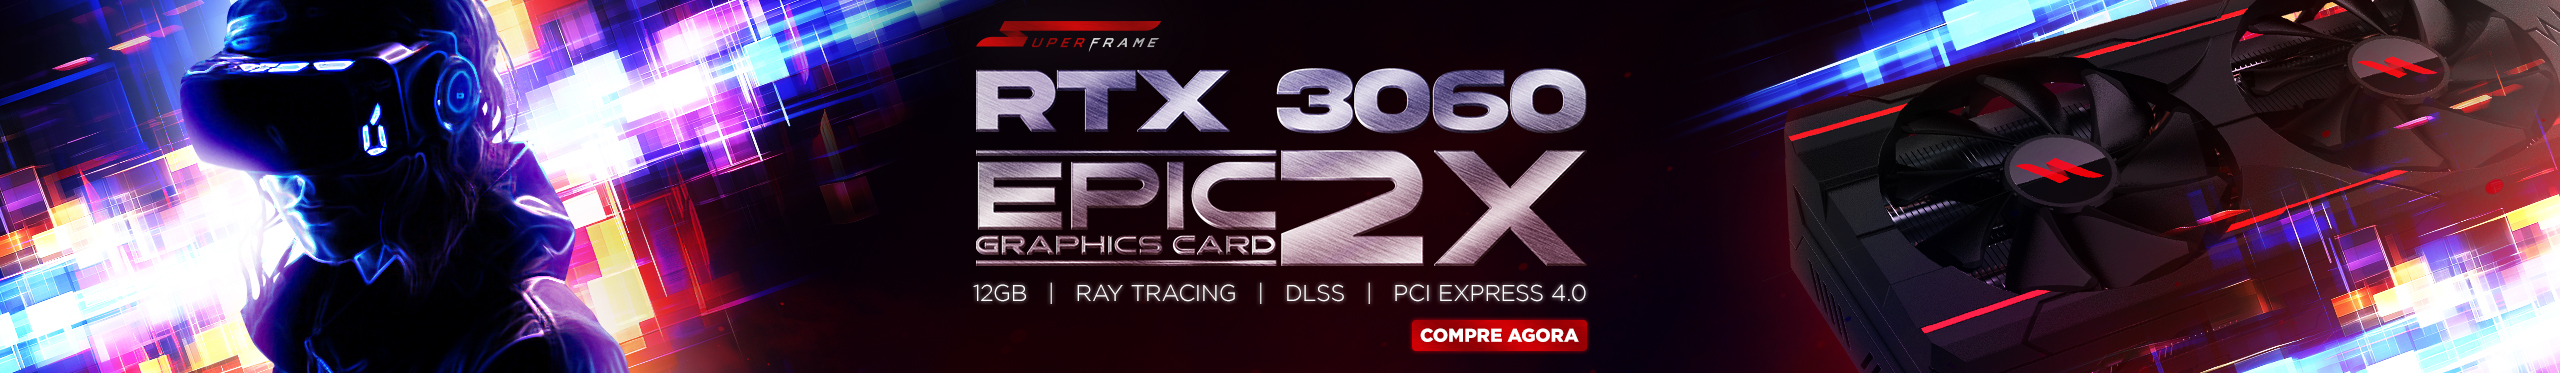 SUPERFRAME
RTX 3060
EPIC 2X
GRAPHICS CARD
12GB | RAY TRACING | DLSS | PCI EXPRESS 4.0
COMPRE AGORA